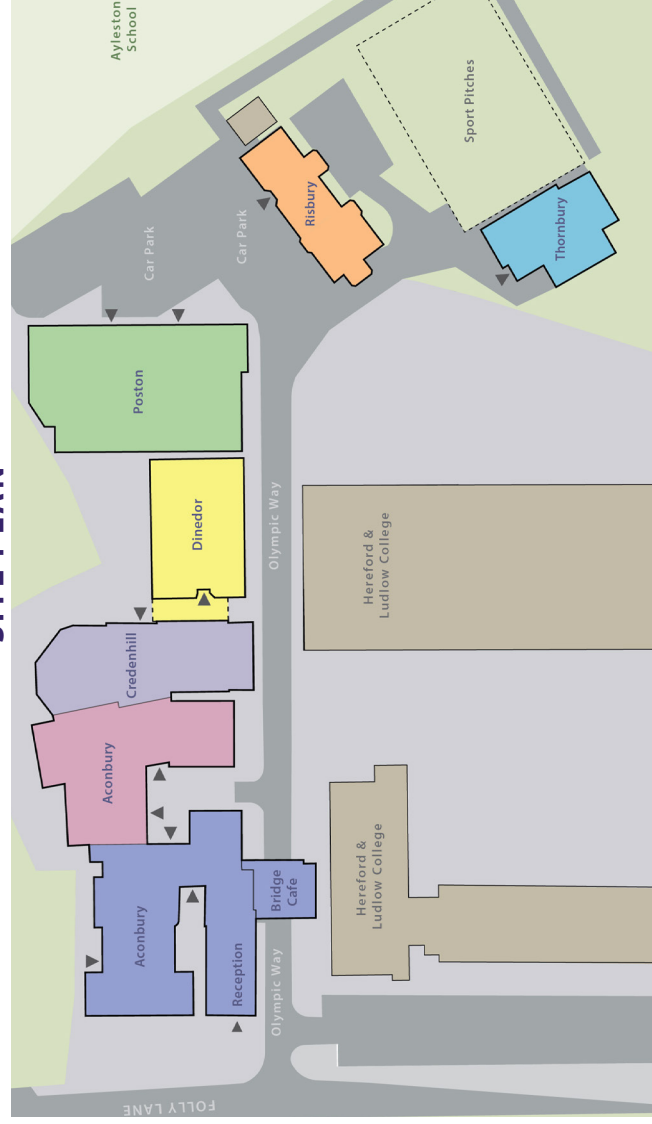 Ayleston
School
Sport Pitches
Car Park
Car Park
Risbury
Thornbury
Poston
Dinedor
Olympic Way
Hereford &
Ludlow College
Credenhill
Aconbury
Hereford &
Ludlow College
Bridge
Cafe
Aconbury
Reception
Olympic Way
FOLLY LANE